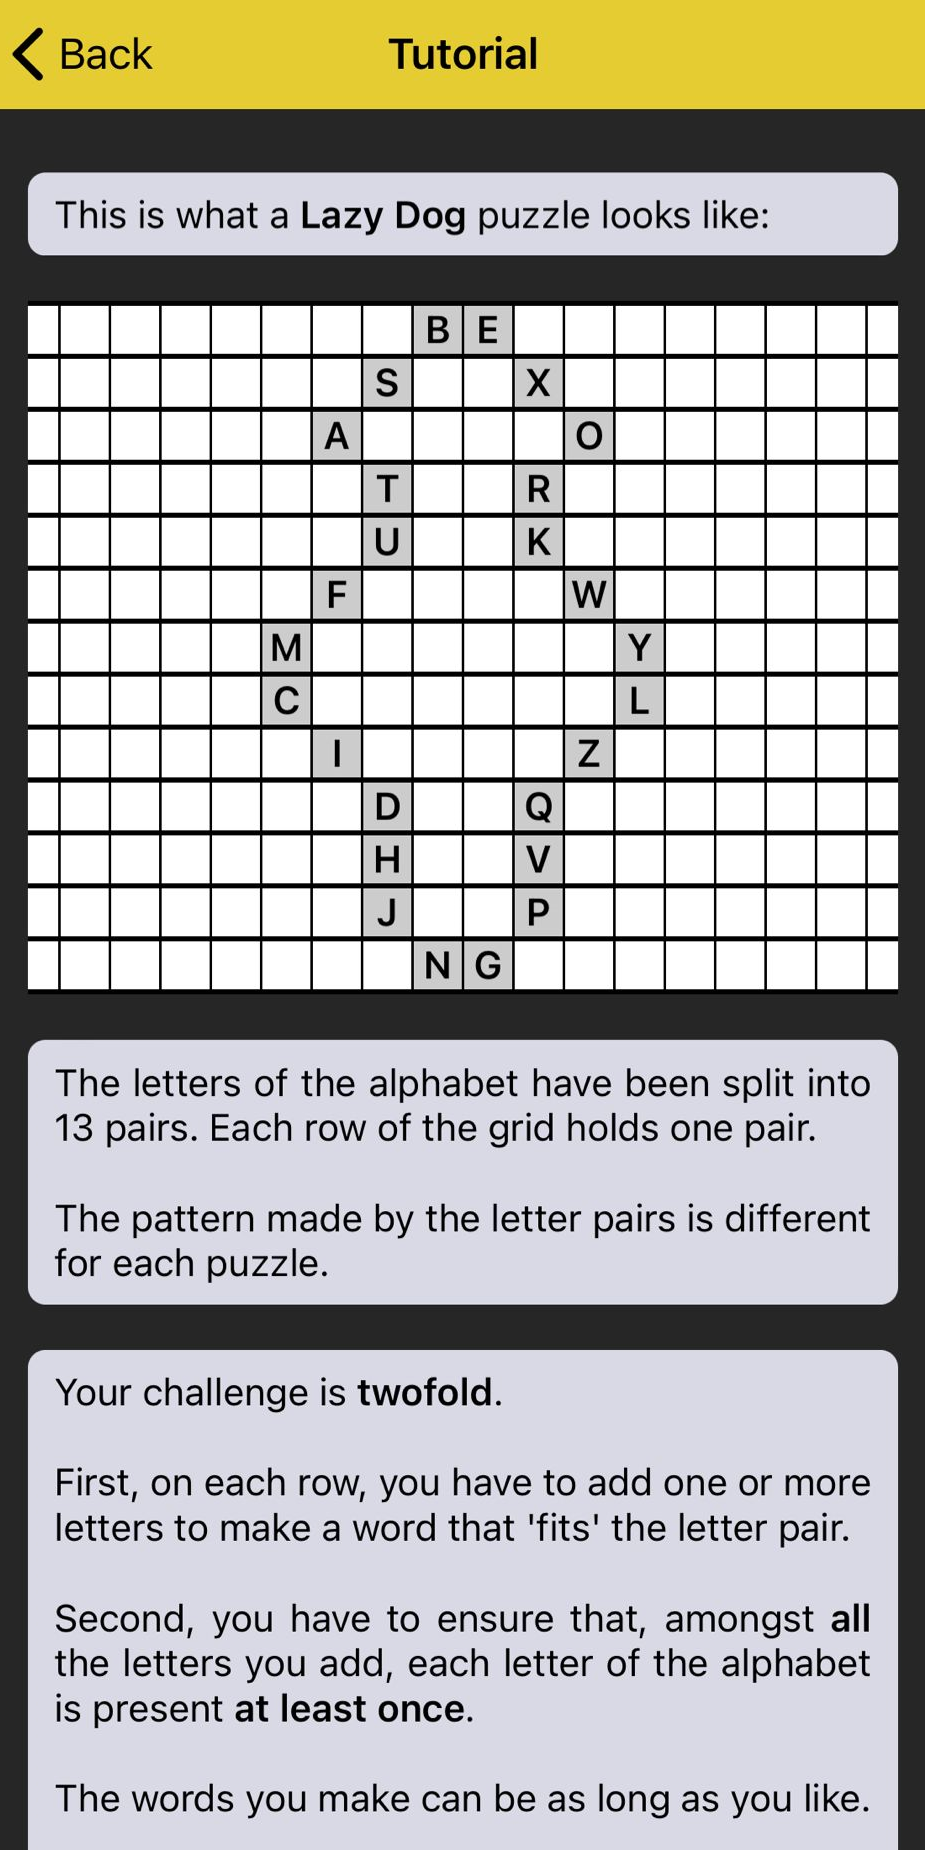 Back Tutorial
This is what a Lazy Dog puzzle looks like:
B E
S X
A O
T R
U K
F W
M Y
C L
I Z
D Q
H V
J P
N G
The letters of the alphabet have been split into
13 pairs. Each row of the grid holds one pair.
The pattern made by the letter pairs is different
for each puzzle.
Your challenge is twofold.
First, on each row, you have to add one or more
letters to make a word that 'fits' the letter pair.
Second, you have to ensure that, amongst all
the letters you add, each letter of the alphabet
is present at least once.
The words you make can be as long as you like.